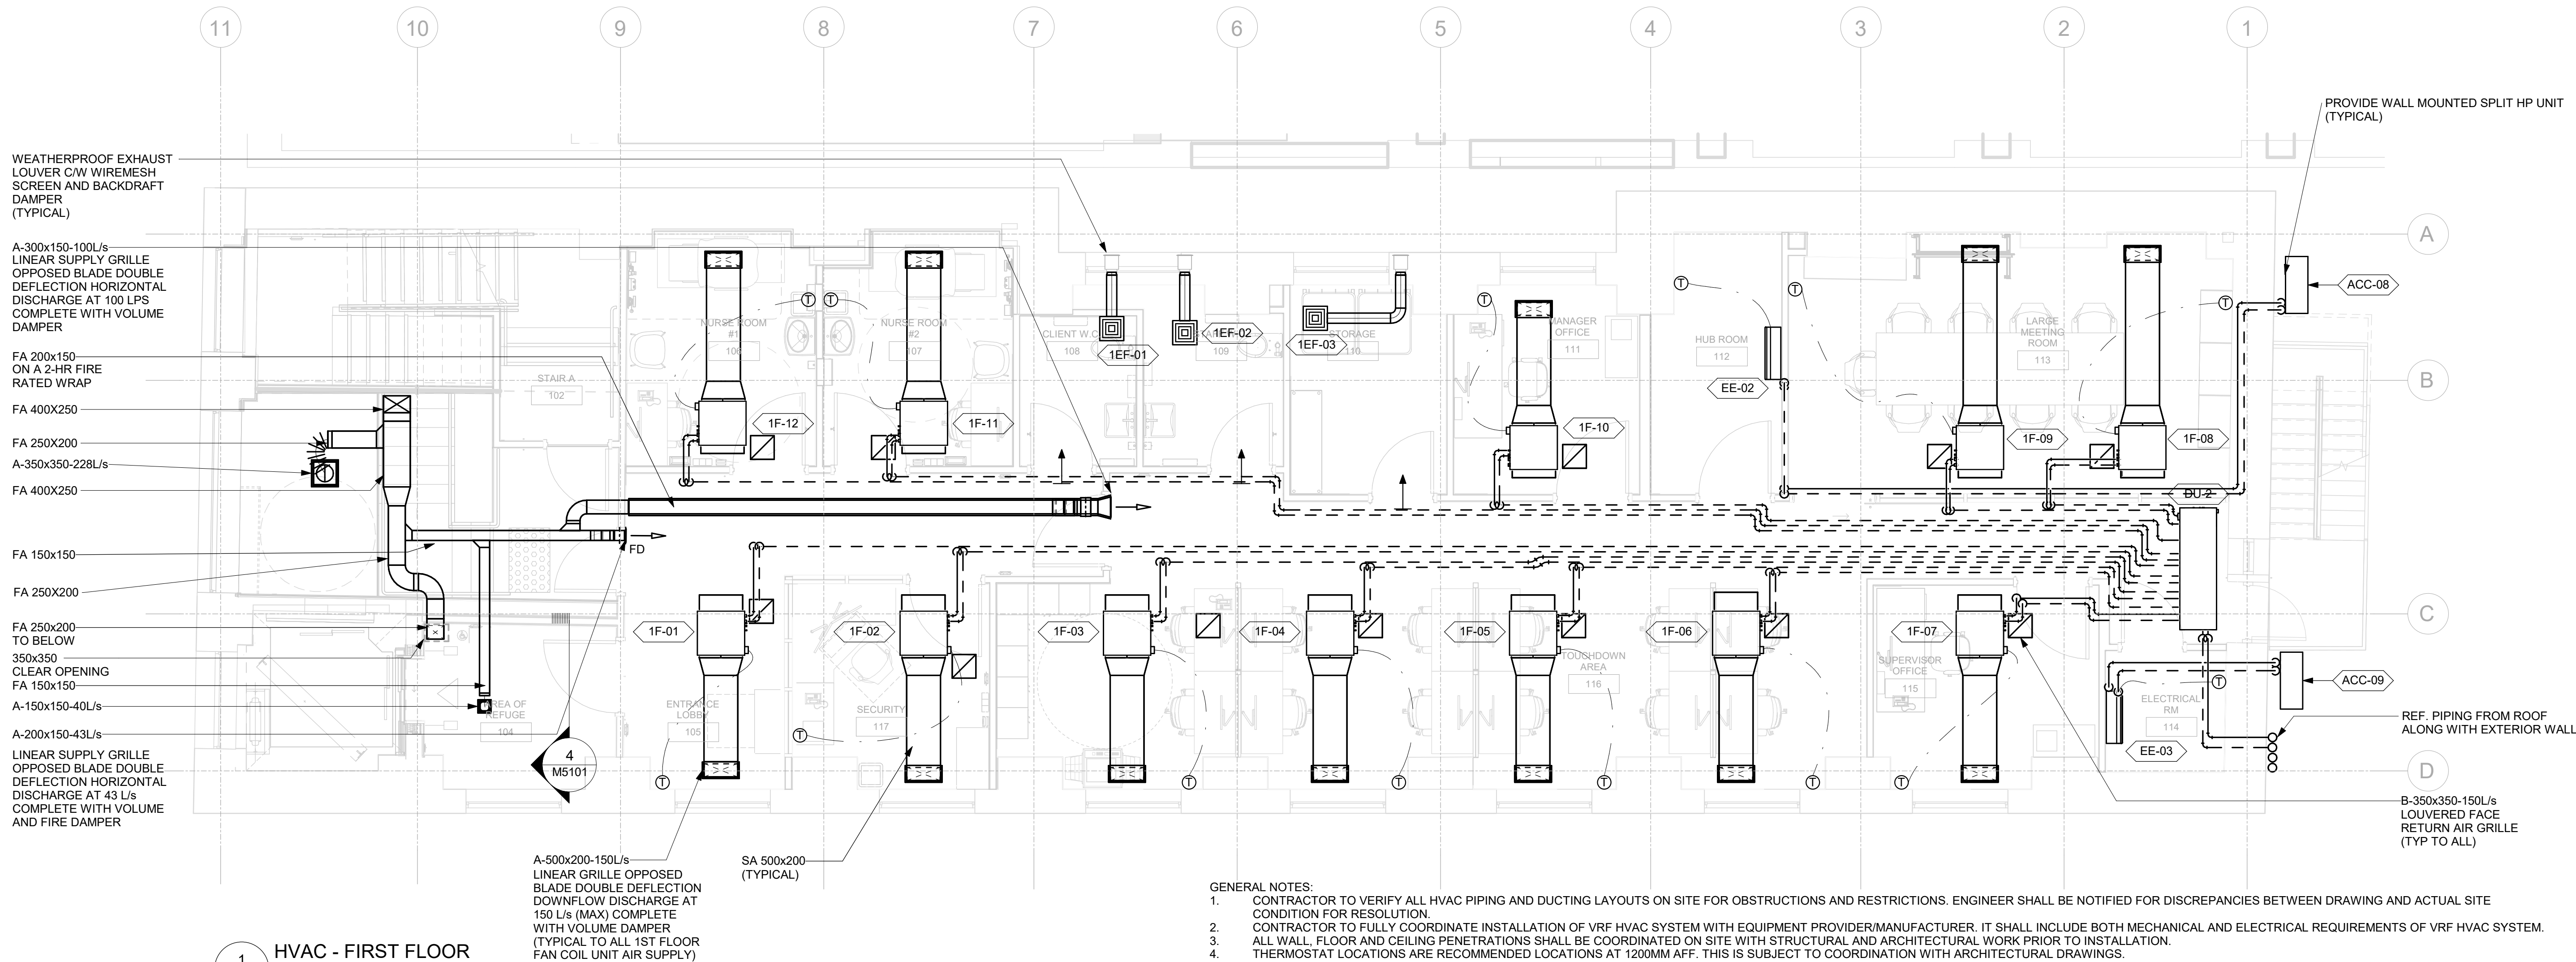 11
10
9
8
7
6
5
4
3
2
1
PROVIDE WALL MOUNTED SPLIT HP UNIT
(TYPICAL)
WEATHERPROOF EXHAUST
LOUVER C/W WIREMESH
SCREEN AND BACKDRAFT
DAMPER
(TYPICAL)
A-300x150-100L/s
LINEAR SUPPLY GRILLE
OPPOSED BLADE DOUBLE
DEFLECTION HORIZONTAL
DISCHARGE AT 100 LPS
COMPLETE WITH VOLUME
DAMPER
FA 200x150
ON A 2-HR FIRE
RATED WRAP
FA 400X250
FA 250X200
A-350x350-228L/s
FA 400X250
FA 150x150
FA 250X200
FA 250x200
TO BELOW
350x350
CLEAR OPENING
FA 150x150
A-150x150-40L/s
A-200x150-43L/s
LINEAR SUPPLY GRILLE
OPPOSED BLADE DOUBLE
DEFLECTION HORIZONTAL
DISCHARGE AT 43 L/s
COMPLETE WITH VOLUME
AND FIRE DAMPER
A
B
C
D
STAIR A
102
NURSE ROOM
#1
106
NURSE ROOM
#2
107
CLIENT W.C
108
109
STORAGE
110
MANAGER
OFFICE
111
HUB ROOM
112
LARGE
MEETING
ROOM
113
T
T
T
T
T
T
1EF-01
1EF-02
1EF-03
EE-02
ACC-08
1F-12
1F-11
1F-10
1F-09
1F-08
DU-2
FD
1F-01
1F-02
1F-03
1F-04
1F-05
1F-06
1F-07
AREA OF
REFUGE
104
ENTRANCE
LOBBY
105
SECURITY
117
TOUCHDOWN
AREA
116
SUPERVISOR
OFFICE
115
ELECTRICAL
RM
114
T
T
T
T
T
T
T
EE-03
ACC-09
4
M5101
REF. PIPING FROM ROOF
ALONG WITH EXTERIOR WALL
B-350x350-150L/s
LOUVERED FACE
RETURN AIR GRILLE
(TYP TO ALL)
A-500x200-150L/s
LINEAR GRILLE OPPOSED
BLADE DOUBLE DEFLECTION
DOWNFLOW DISCHARGE AT
150 L/s (MAX) COMPLETE
WITH VOLUME DAMPER
(TYPICAL TO ALL 1ST FLOOR
FAN COIL UNIT AIR SUPPLY)
SA 500x200
(TYPICAL)
GENERAL NOTES:
1. CONTRACTOR TO VERIFY ALL HVAC PIPING AND DUCTING LAYOUTS ON SITE FOR OBSTRUCTIONS AND RESTRICTIONS. ENGINEER SHALL BE NOTIFIED FOR DISCREPANCIES BETWEEN DRAWING AND ACTUAL SITE
CONDITION FOR RESOLUTION.
2. CONTRACTOR TO FULLY COORDINATE INSTALLATION OF VRF HVAC SYSTEM WITH EQUIPMENT PROVIDER/MANUFACTURER. IT SHALL INCLUDE BOTH MECHANICAL AND ELECTRICAL REQUIREMENTS OF VRF HVAC SYSTEM.
3. ALL WALL, FLOOR AND CEILING PENETRATIONS SHALL BE COORDINATED ON SITE WITH STRUCTURAL AND ARCHITECTURAL WORK PRIOR TO INSTALLATION.
4. THERMOSTAT LOCATIONS ARE RECOMMENDED LOCATIONS AT 1200MM AFF. THIS IS SUBJECT TO COORDINATION WITH ARCHITECTURAL DRAWINGS.
1
HVAC - FIRST FLOOR